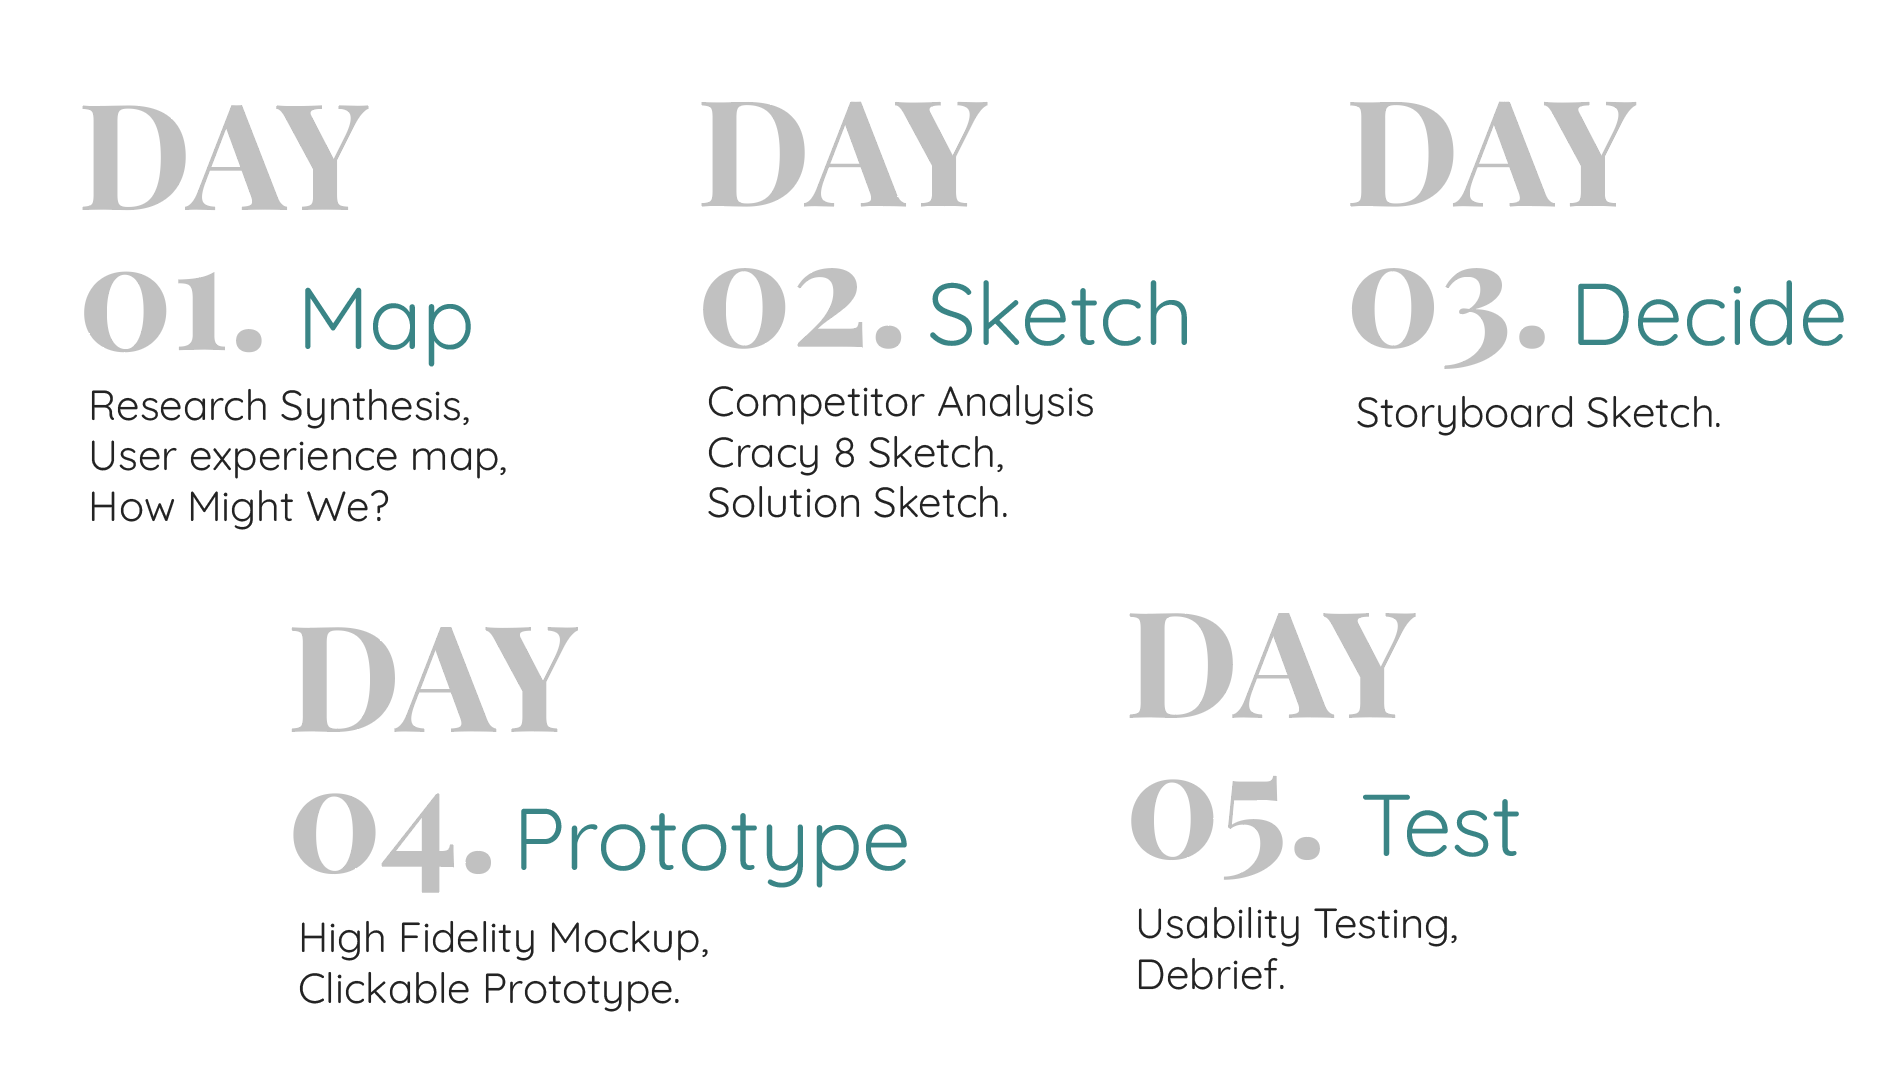 DAY
01. Map
Research Synthesis,
User experience map,
How Might We?
DAY
02. Sketch
Competitor Analysis
Cracy 8 Sketch,
Solution Sketch.
DAY
03. Decide
Storyboard Sketch.
DAY
04. Prototype
High Fidelity Mockup,
Clickable Prototype.
DAY
05. Test
Usability Testing,
Debrief.